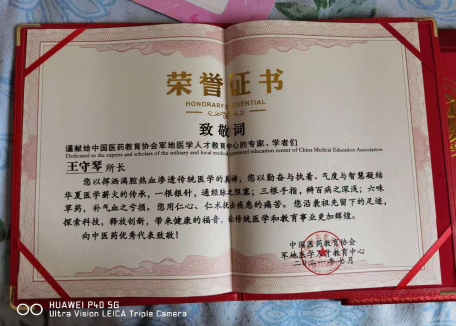 荣誉证书
HONORARY CREDENTIAL
致敬词
谨献给中国医药教育协会军地医学人才教育中心的专家、学者们
Dedicated to the experts and scholars of the military and local medical personnel education center of China Medical Education Association
王守琴 所长
您以挥洒满腔热血渗透传统医学的真谛，您以勤奋与执着、气度与智慧凝结
华夏医学薪火的传承，一根银针，通经脉之阻塞；三根手指，辨百病之深浅；六味
草药，补气血之亏损。您用仁心、仁术抚去疾患的痛苦。您沿袭祖先留下的足迹，
探索科技，释放创新，带来健康的福音，让传统医学和教育事业更加辉煌。
向中医药优秀代表致敬！
中国医药教育协会
军地医学人才教育中心
二〇二一年七月
HUAWEI P40 5G
Ultra Vision LEICA Triple Camera